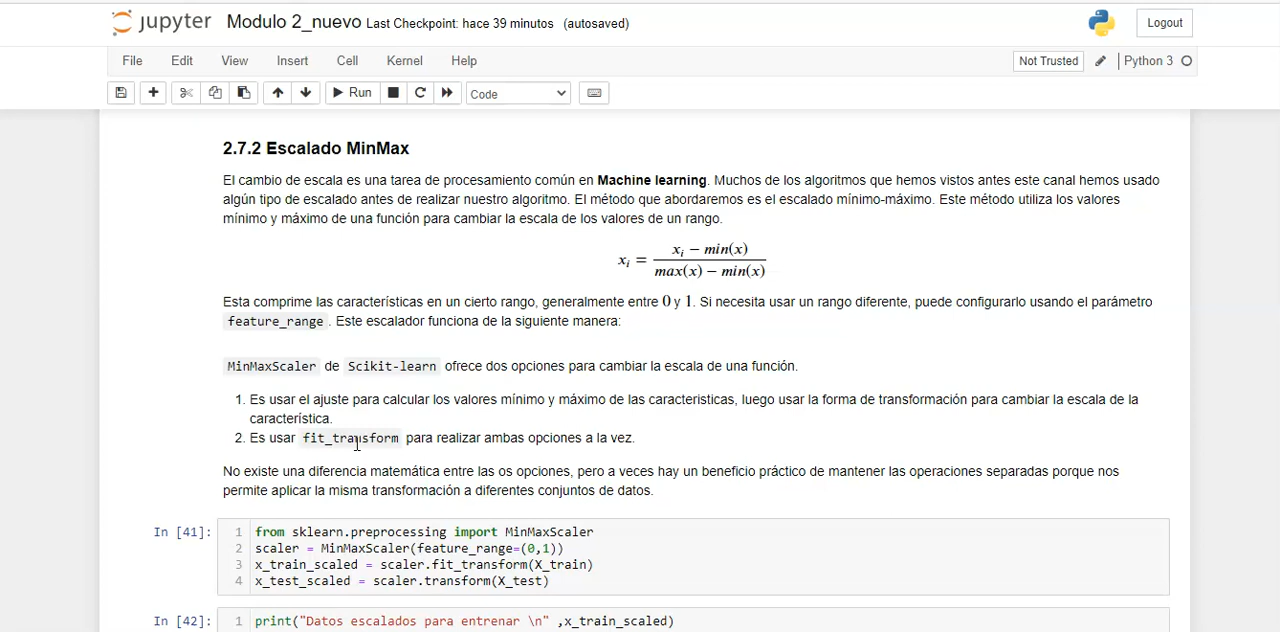 jupyter Modulo 2_nuevo Last Checkpoint: hace 39 minutos (autosaved) Logout
File Edit View Insert Cell Kernel Help Not Trusted Python 3
Run Code
2.7.2 Escalado MinMax
El cambio de escala es una tarea de procesamiento común en Machine learning. Muchos de los algoritmos que hemos vistos antes este canal hemos usado
algún tipo de escalado antes de realizar nuestro algoritmo. El método que abordaremos es el escalado mínimo-máximo. Este método utiliza los valores
mínimo y máximo de una función para cambiar la escala de los valores de un rango.
xᵢ = (xᵢ − min(x)) / (max(x) − min(x))
Esta comprime las características en un cierto rango, generalmente entre 0 y 1. Si necesita usar un rango diferente, puede configurarlo usando el parámetro
feature_range . Este escalador funciona de la siguiente manera:
MinMaxScaler de Scikit-learn ofrece dos opciones para cambiar la escala de una función.
1. Es usar el ajuste para calcular los valores mínimo y máximo de las caracteristicas, luego usar la forma de transformación para cambiar la escala de la
característica.
2. Es usar fit_transform para realizar ambas opciones a la vez.
No existe una diferencia matemática entre las os opciones, pero a veces hay un beneficio práctico de mantener las operaciones separadas porque nos
permite aplicar la misma transformación a diferentes conjuntos de datos.
In [41]: 1 from sklearn.preprocessing import MinMaxScaler
2 scaler = MinMaxScaler(feature_range=(0,1))
3 x_train_scaled = scaler.fit_transform(X_train)
4 x_test_scaled = scaler.transform(X_test)
In [42]: 1 print("Datos escalados para entrenar \n" ,x_train_scaled)